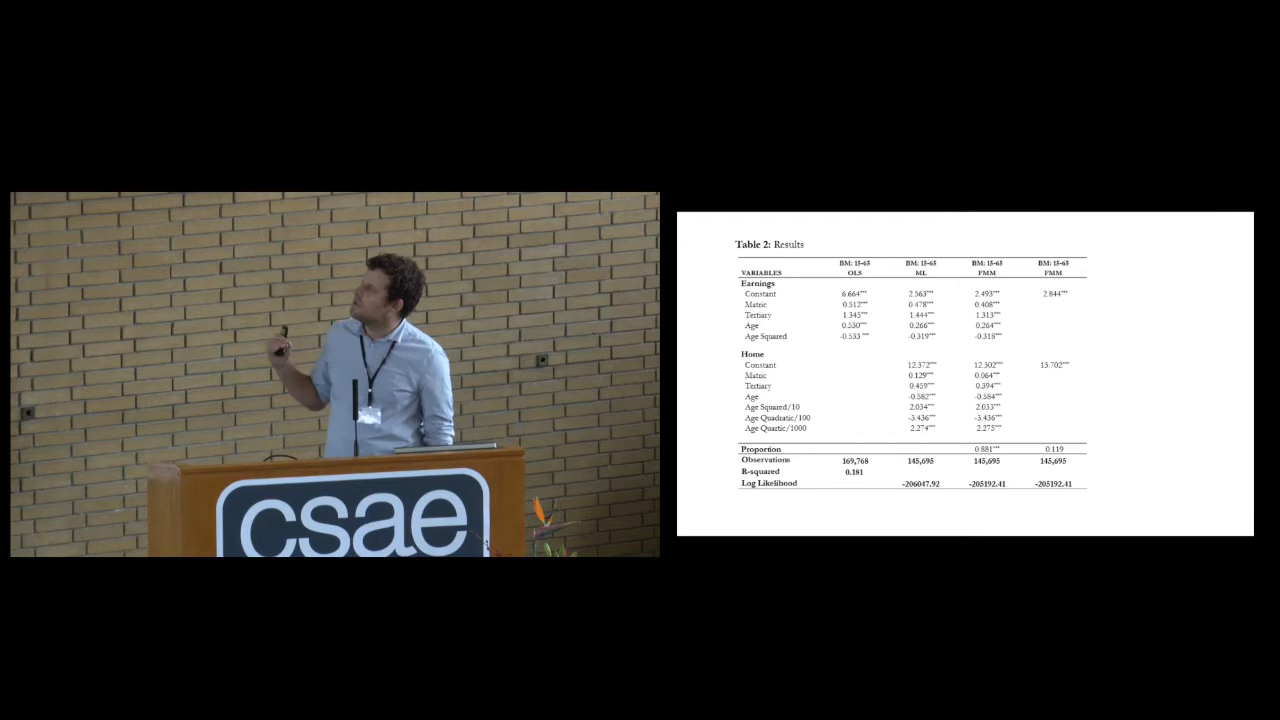 csae
Table 2: Results
BM: 15-65 BM: 15-65 BM: 15-65 BM: 15-65
VARIABLES OLS ML FMM FMM
Earnings
Constant 6.664*** 2.563*** 2.493*** 2.844***
Matric 0.512*** 0.478*** 0.408***
Tertiary 1.345*** 1.444*** 1.313***
Age 0.530*** 0.266*** 0.264***
Age Squared -0.533 *** -0.319*** -0.318***
Home
Constant 12.372*** 12.302*** 13.702***
Matric 0.129*** 0.064***
Tertiary 0.459*** 0.394***
Age -0.582*** -0.584***
Age Squared/10 2.034*** 2.033***
Age Quadratic/100 -3.436*** -3.436***
Age Quartic/1000 2.274*** 2.275***
Proportion 0.881*** 0.119
Observations 169,768 145,695 145,695 145,695
R-squared 0.181
Log Likelihood -206047.92 -205192.41 -205192.41